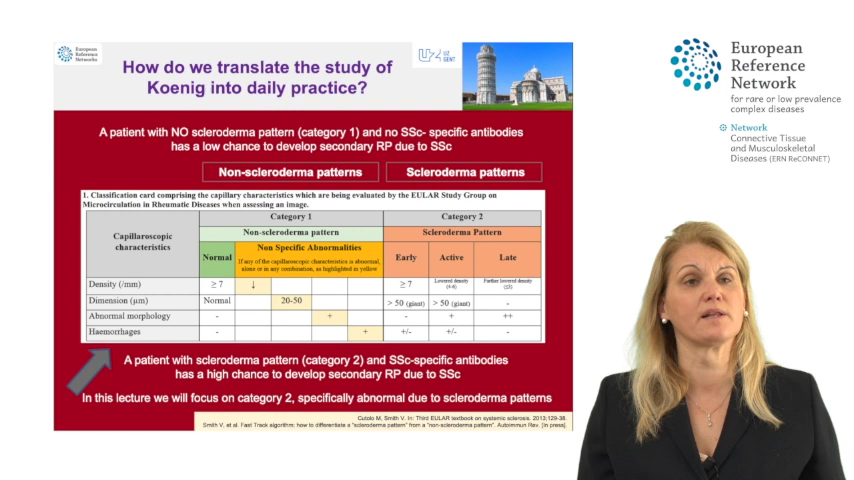 European
Reference
Networks
UZ
GENT
How do we translate the study of
Koenig into daily practice?
A patient with NO scleroderma pattern (category 1) and no SSc- specific antibodies
has a low chance to develop secondary RP due to SSc
Non-scleroderma patterns
Scleroderma patterns
1. Classification card comprising the capillary characteristics which are being evaluated by the EULAR Study Group on
Microcirculation in Rheumatic Diseases when assessing an image.
Capillaroscopic
characteristics
Category 1
Category 2
Non-scleroderma pattern
Scleroderma Pattern
Normal
Non Specific Abnormalities
If any of the capillaroscopic characteristics is abnormal,
alone or in any combination, as highlighted in yellow
Early
Active
Late
Density (/mm) ≥ 7 ↓ ≥ 7 Lowered density (4-6) Further lowered density (≤3)
Dimension (µm) Normal 20-50 > 50 (giant) > 50 (giant) -
Abnormal morphology - + - + ++
Haemorrhages - + +/- +/- -
A patient with scleroderma pattern (category 2) and SSc-specific antibodies
has a high chance to develop secondary RP due to SSc
In this lecture we will focus on category 2, specifically abnormal due to scleroderma patterns
Cutolo M, Smith V. In: Third EULAR textbook on systemic sclerosis. 2013;129-38.
Smith V, et al. Fast Track algorithm: how to differentiate a "scleroderma pattern" from a "non-scleroderma pattern". Autoimmun Rev. [In press].
European
Reference
Network
for rare or low prevalence
complex diseases
Network
Connective Tissue
and Musculoskeletal
Diseases (ERN ReCONNET)